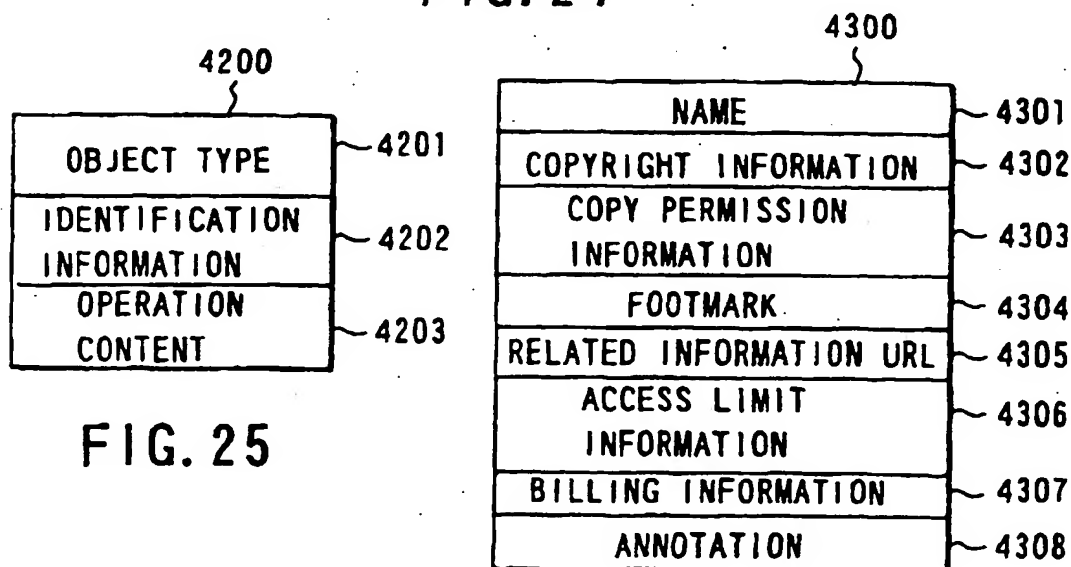 4200
OBJECT TYPE
4201
IDENTIFICATION
INFORMATION
4202
OPERATION
CONTENT
4203
FIG. 25
4300
NAME
4301
COPYRIGHT INFORMATION
4302
COPY PERMISSION
INFORMATION
4303
FOOTMARK
4304
RELATED INFORMATION URL
4305
ACCESS LIMIT
INFORMATION
4306
BILLING INFORMATION
4307
ANNOTATION
4308